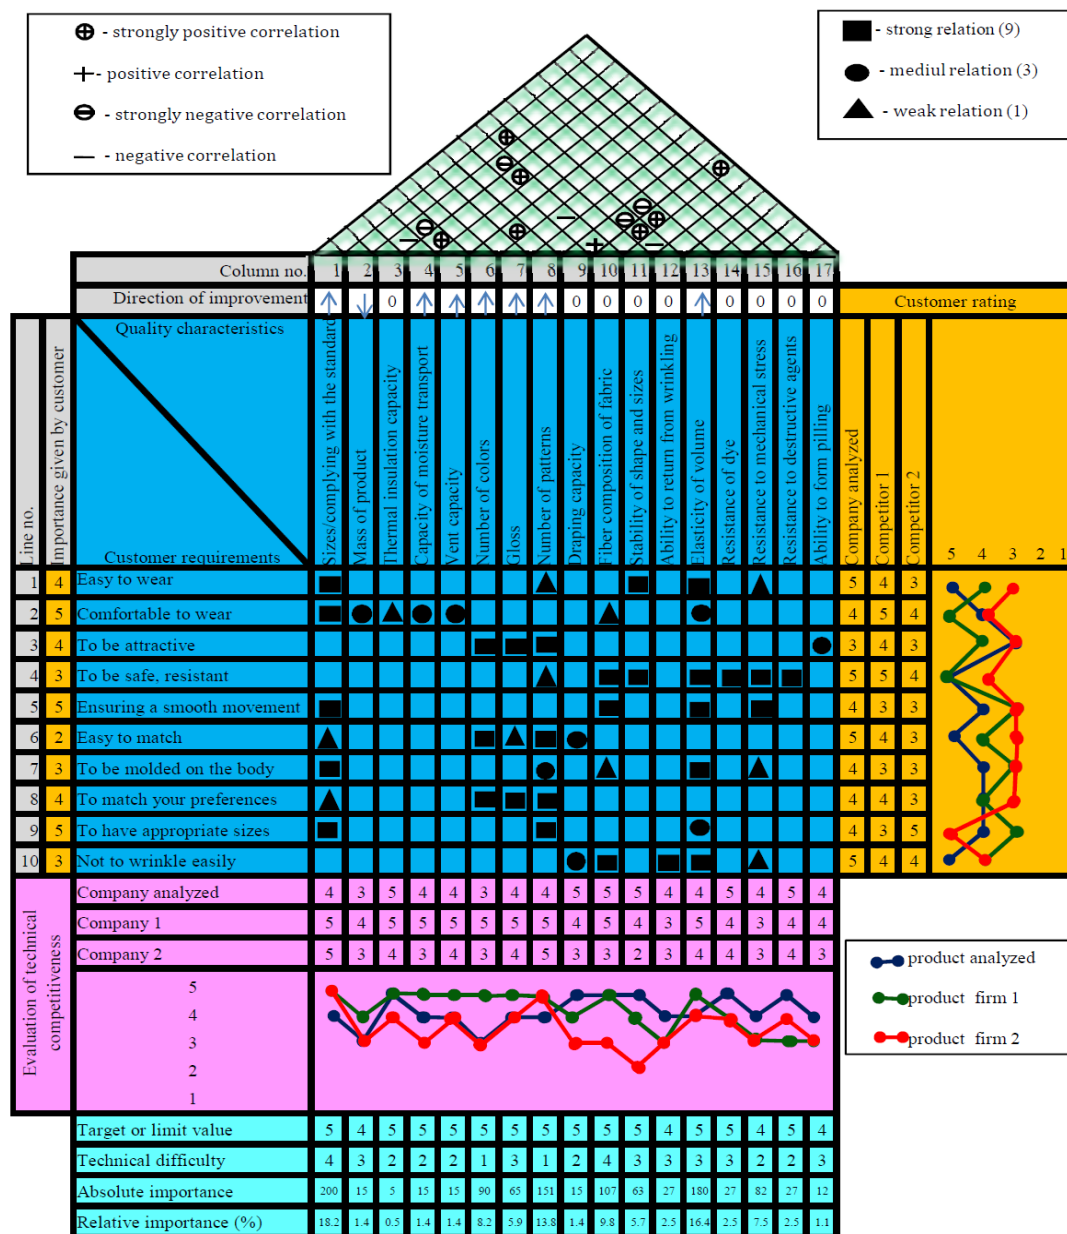 - strongly positive correlation
- positive correlation
- strongly negative correlation
- negative correlation
- strong relation (9)
- mediul relation (3)
- weak relation (1)
Column no. 1 2 3 4 5 6 7 8 9 10 11 12 13 14 15 16 17
Direction of improvement 0 0 0 0 0 0 0 0 0
Customer rating
Quality characteristics
Customer requirements
Line no.
Importance given by customer
Sizes/complying with the standard
Mass of product
Thermal insulation capacity
Capacity of moisture transport
Vent capacity
Number of colors
Gloss
Number of patterns
Draping capacity
Fiber composition of fabric
Stability of shape and sizes
Ability to return from wrinkling
Elasticity of volume
Resistance of dye
Resistance to mechanical stress
Resistance to destructive agents
Ability to form pilling
Company analyzed
Competitor 1
Competitor 2
5 4 3 2 1
1 4 Easy to wear 5 4 3
2 5 Comfortable to wear 4 5 4
3 4 To be attractive 3 4 3
4 3 To be safe, resistant 5 5 4
5 5 Ensuring a smooth movement 4 3 3
6 2 Easy to match 5 4 3
7 3 To be molded on the body 4 3 3
8 4 To match your preferences 4 4 3
9 5 To have appropriate sizes 4 3 5
10 3 Not to wrinkle easily 5 4 4
Evaluation of technical competitiveness
Company analyzed 4 3 5 4 4 3 4 4 5 5 5 4 4 5 4 5 4
Company 1 5 4 5 5 5 5 5 5 4 5 4 3 5 4 3 4 4
Company 2 5 3 4 3 4 3 4 5 3 3 2 3 4 4 3 4 3
5
4
3
2
1
product analyzed
product firm 1
product firm 2
Target or limit value 5 4 5 5 5 5 5 5 5 5 5 4 5 5 4 5 4
Technical difficulty 4 3 2 2 2 1 3 1 2 4 3 3 3 3 2 2 3
Absolute importance 200 15 5 15 15 90 65 151 15 107 63 27 180 27 82 27 12
Relative importance (%) 18.2 1.4 0.5 1.4 1.4 8.2 5.9 13.8 1.4 9.8 5.7 2.5 16.4 2.5 7.5 2.5 1.1